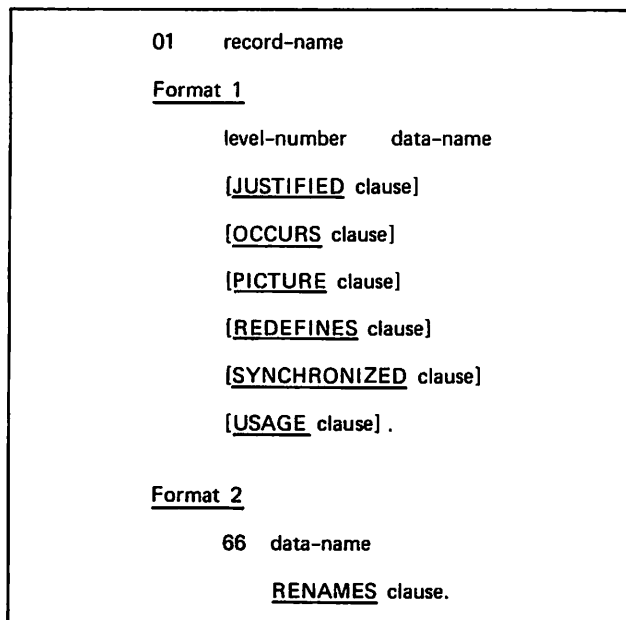 01 record-name
Format 1
level-number data-name
[JUSTIFIED clause]
[OCCURS clause]
[PICTURE clause]
[REDEFINES clause]
[SYNCHRONIZED clause]
[USAGE clause] .
Format 2
66 data-name
RENAMES clause.